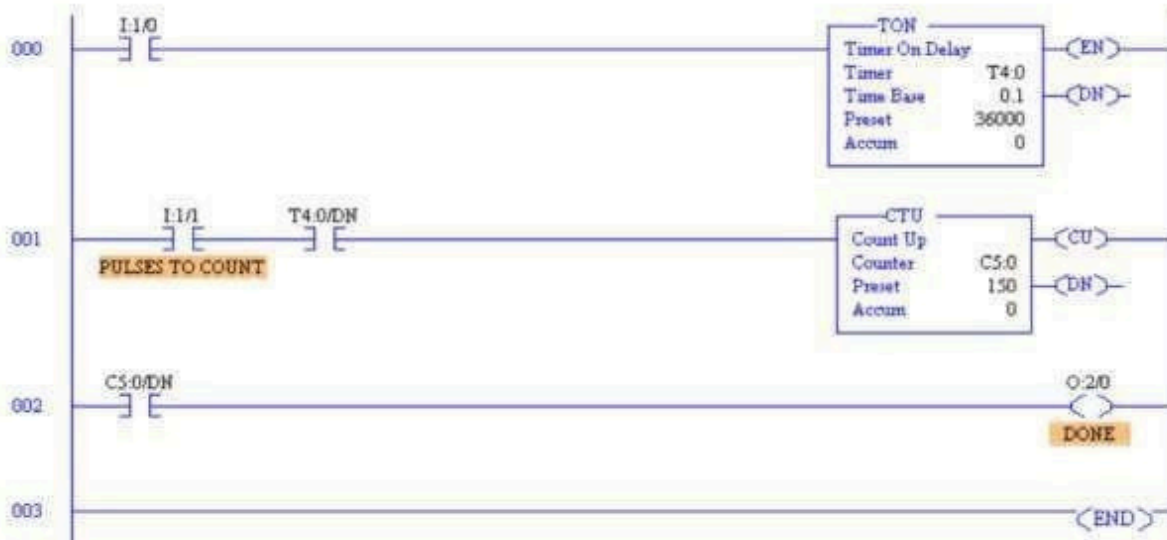 I:1/0
000
TON
Timer On Delay
Timer T4:0
Time Base 0.1
Preset 36000
Accum 0
EN
DN
I:1/1
T4:0/DN
001
PULSES TO COUNT
CTU
Count Up
Counter C5:0
Preset 150
Accum 0
CU
DN
C5:0/DN
002
O:2/0
DONE
003
END